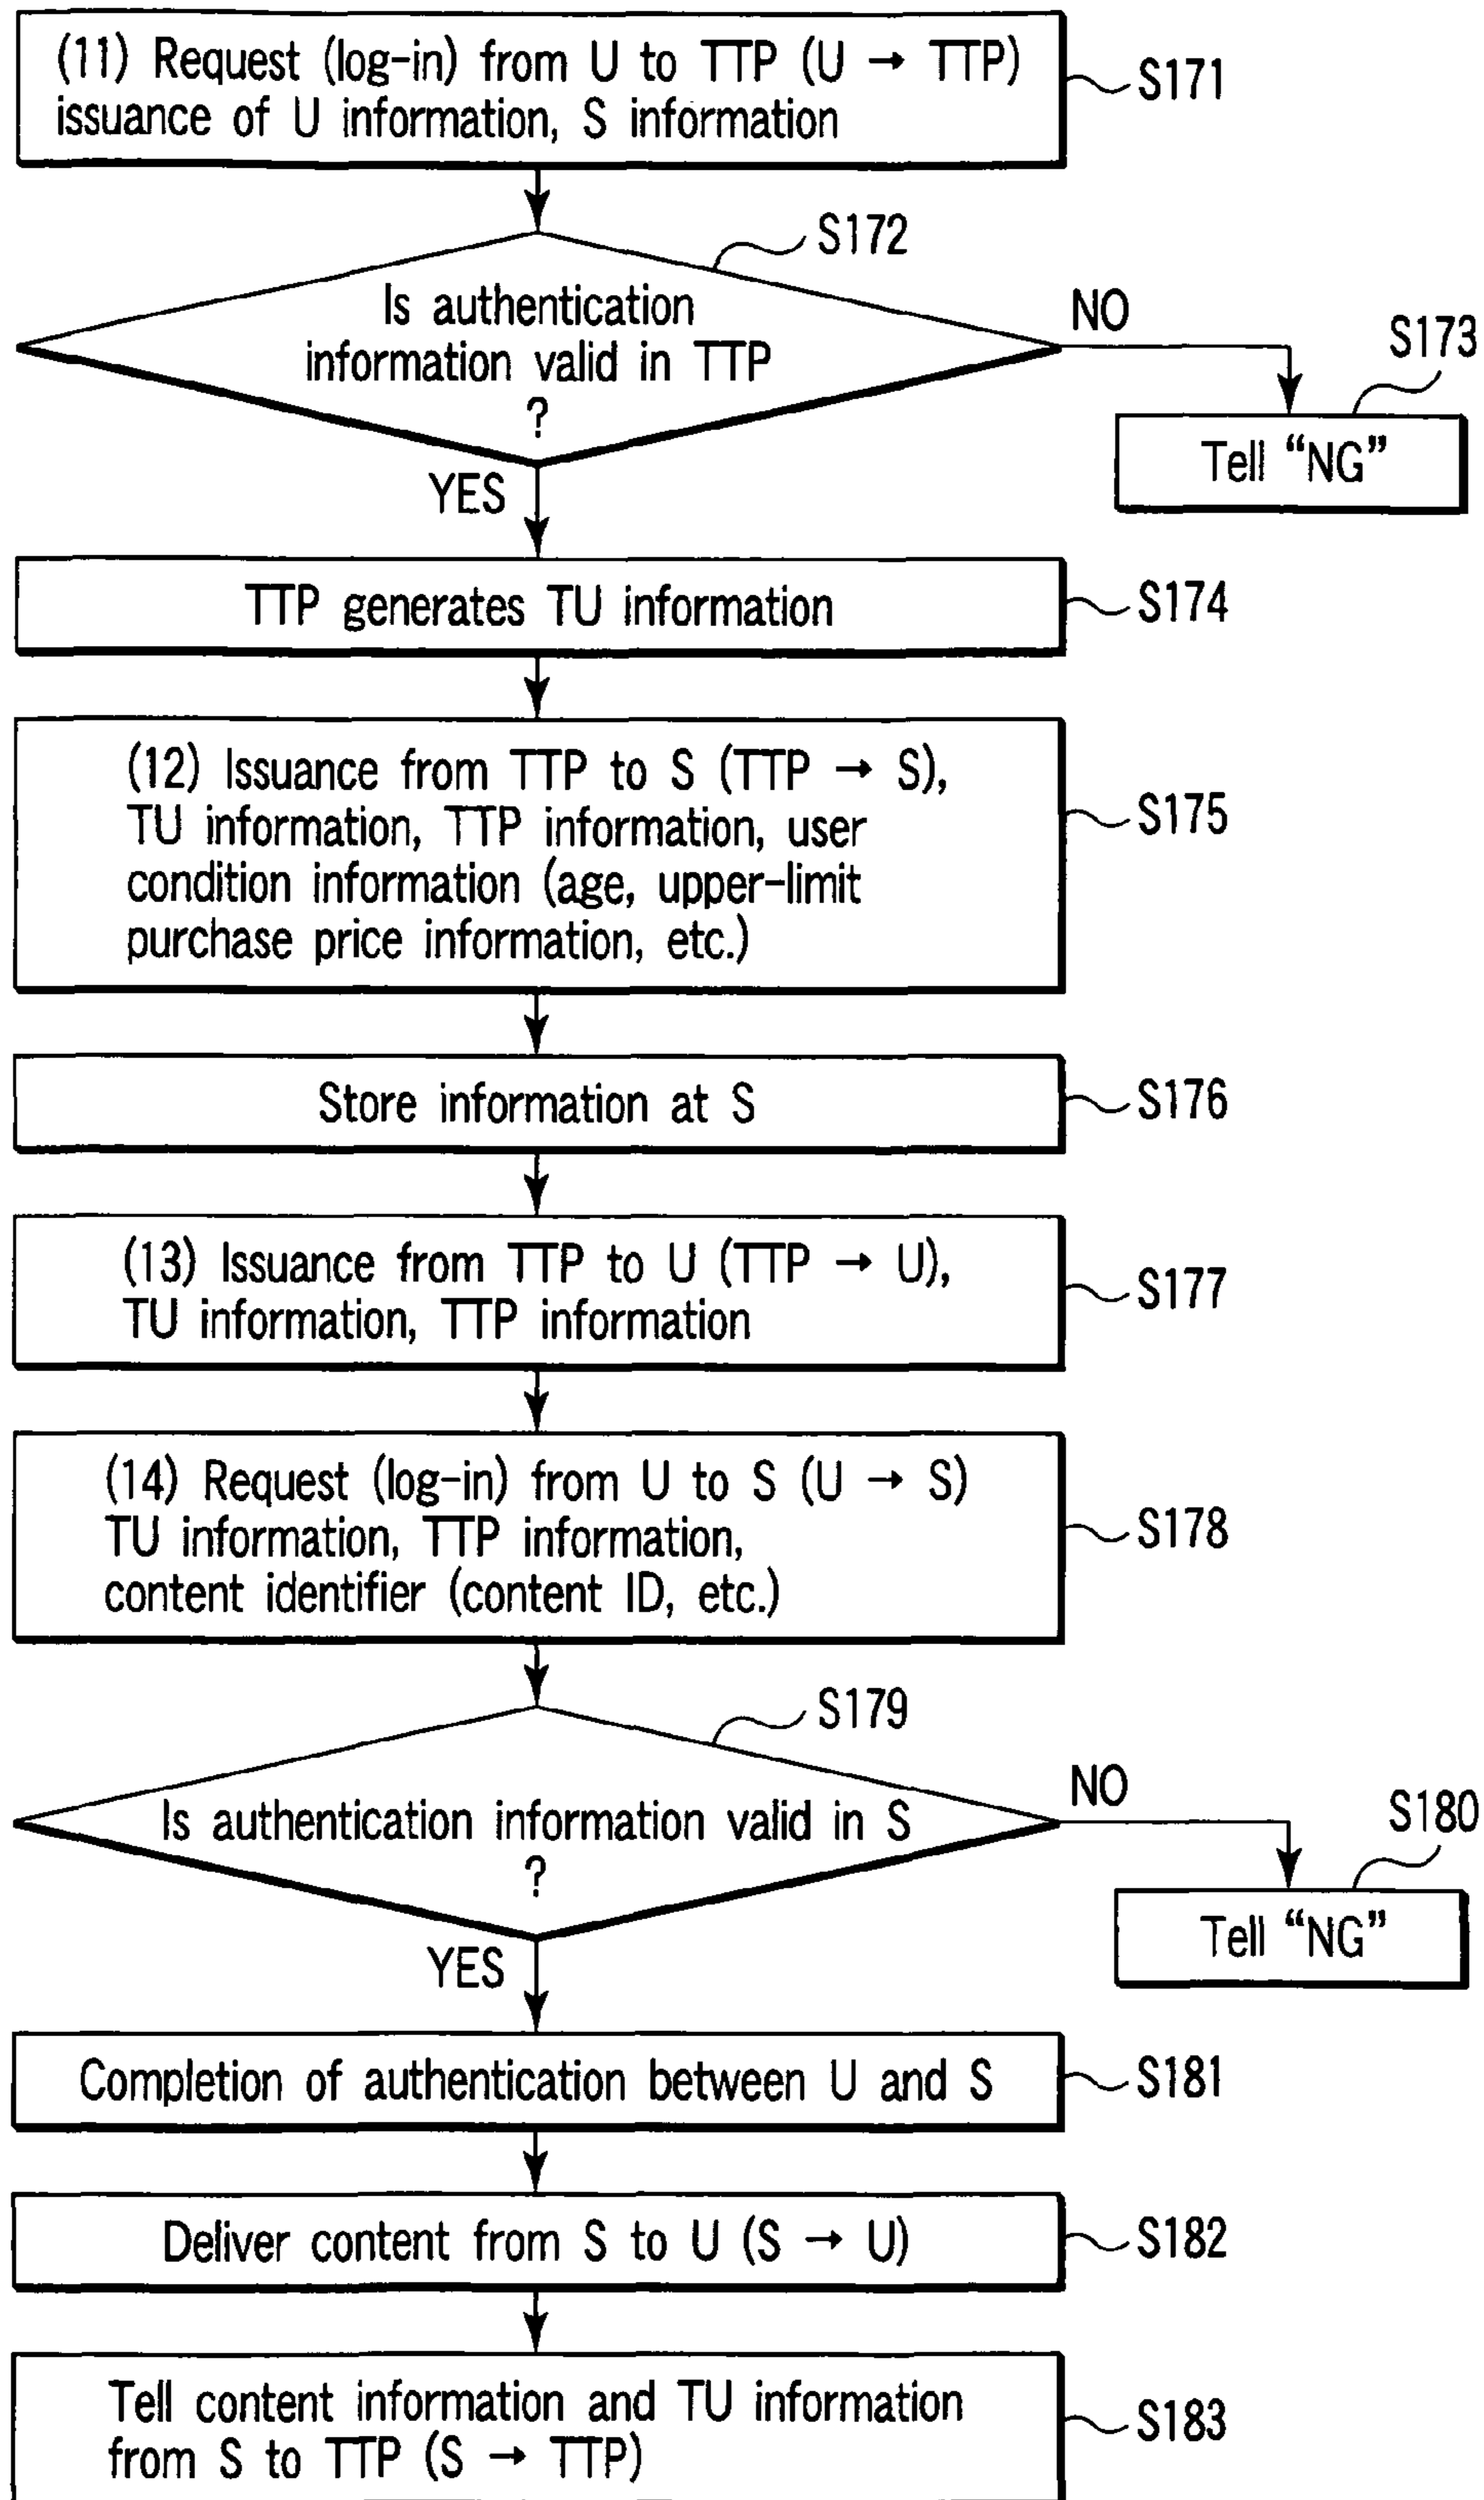 (11) Request (log-in) from U to TTP (U → TTP)
issuance of U information, S information
S171
S172
Is authentication
information valid in TTP
?
NO
S173
Tell “NG”
YES
TTP generates TU information
S174
(12) Issuance from TTP to S (TTP → S),
TU information, TTP information, user
condition information (age, upper-limit
purchase price information, etc.)
S175
Store information at S
S176
(13) Issuance from TTP to U (TTP → U),
TU information, TTP information
S177
(14) Request (log-in) from U to S (U → S)
TU information, TTP information,
content identifier (content ID, etc.)
S178
S179
Is authentication information valid in S
?
NO
S180
Tell “NG”
YES
Completion of authentication between U and S
S181
Deliver content from S to U (S → U)
S182
Tell content information and TU information
from S to TTP (S → TTP)
S183